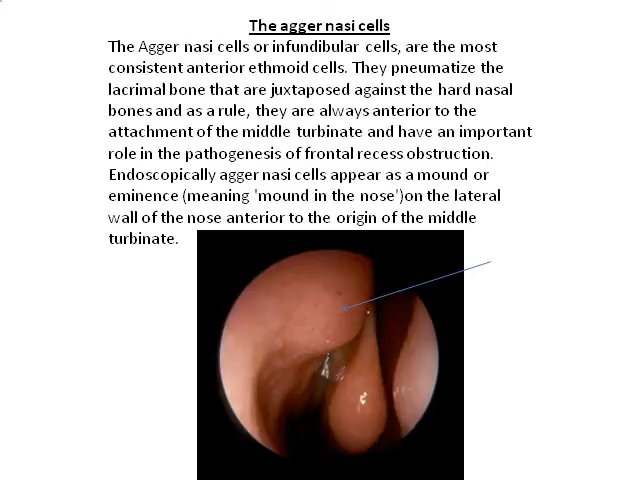 The agger nasi cells
The Agger nasi cells or infundibular cells, are the most
consistent anterior ethmoid cells. They pneumatize the
lacrimal bone that are juxtaposed against the hard nasal
bones and as a rule, they are always anterior to the
attachment of the middle turbinate and have an important
role in the pathogenesis of frontal recess obstruction.
Endoscopically agger nasi cells appear as a mound or
eminence (meaning 'mound in the nose')on the lateral
wall of the nose anterior to the origin of the middle
turbinate.